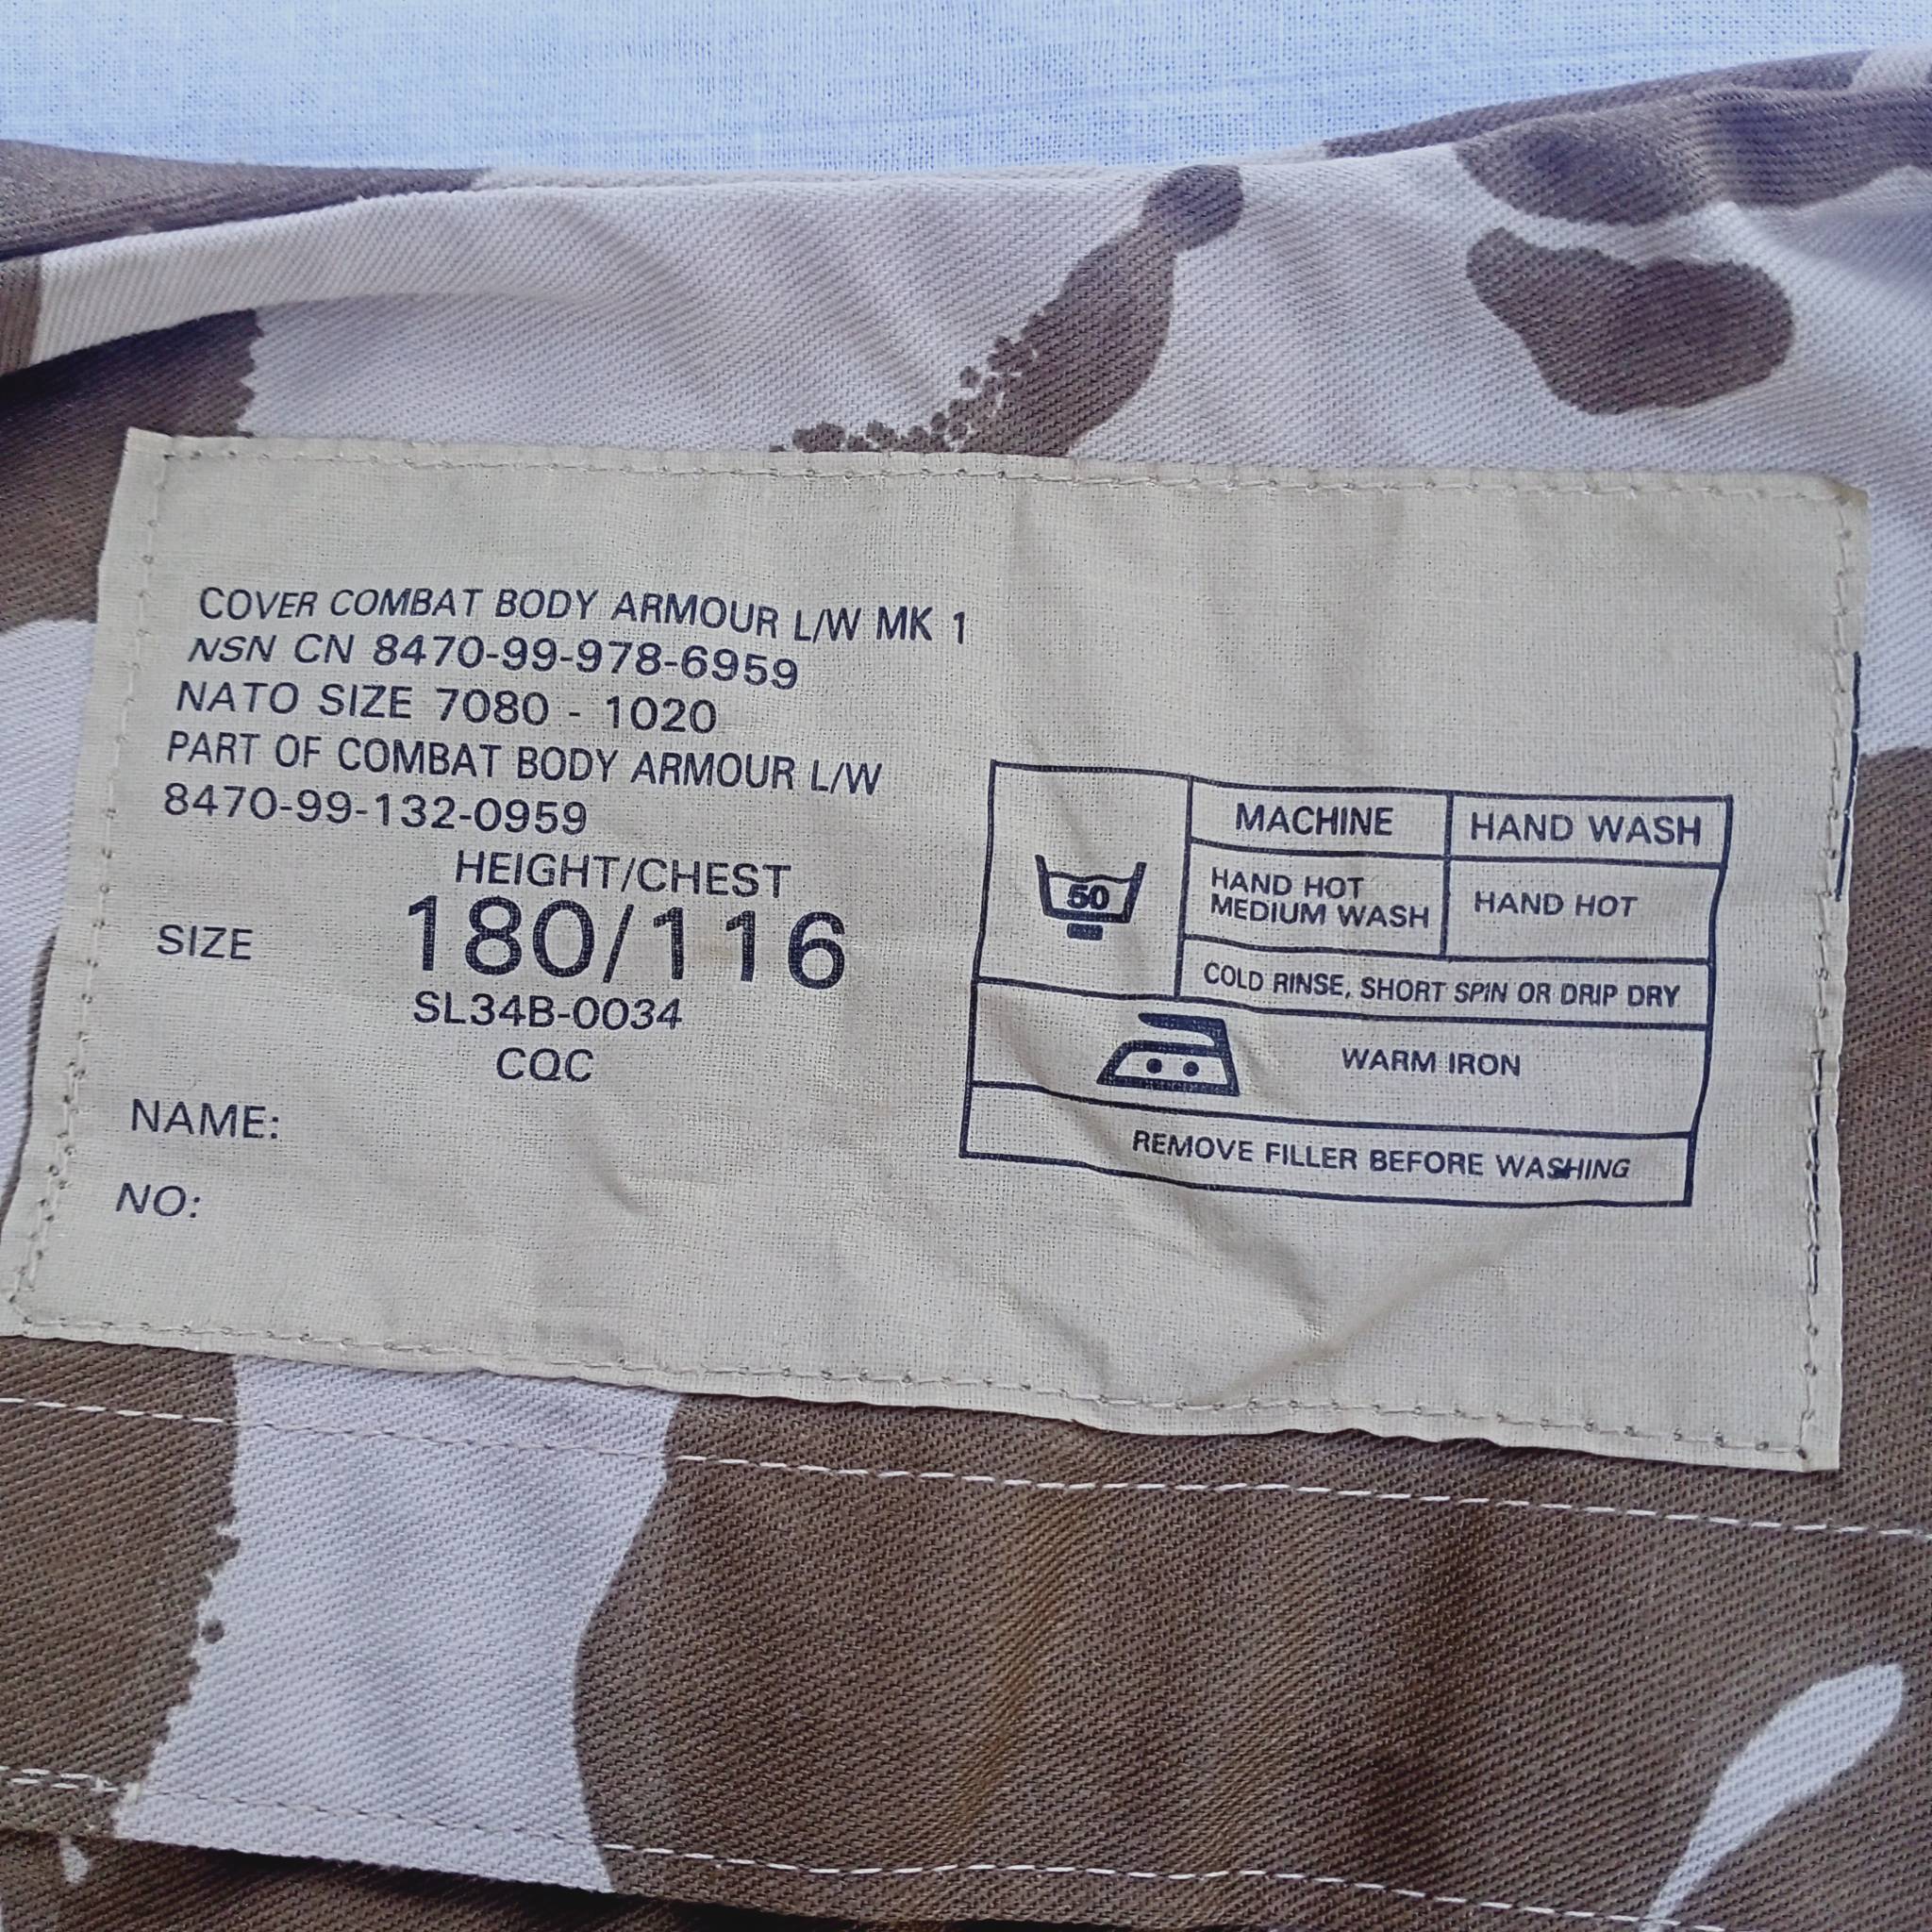 COVER COMBAT BODY ARMOUR L/W MK 1
NSN CN 8470-99-978-6959
NATO SIZE 7080 - 1020
PART OF COMBAT BODY ARMOUR L/W
8470-99-132-0959
HEIGHT/CHEST
SIZE 180/116
SL34B-0034
CQC
NAME:
NO:
MACHINE HAND WASH
50
HAND HOT
MEDIUM WASH
HAND HOT
COLD RINSE, SHORT SPIN OR DRIP DRY
WARM IRON
REMOVE FILLER BEFORE WASHING